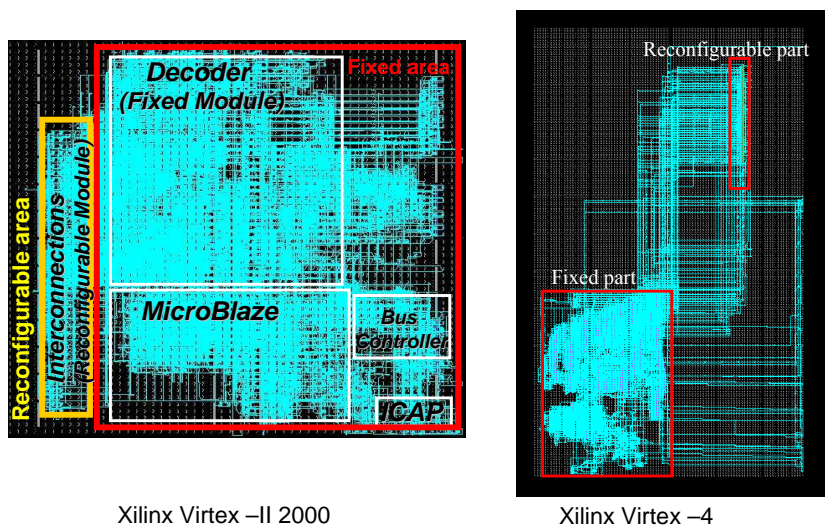 Decoder
(Fixed Module)
Fixed area
Reconfigurable area
Interconnections
(Reconfigurable Module)
MicroBlaze
Bus
Controller
ICAP
Xilinx Virtex –II 2000
Reconfigurable part
Fixed part
Xilinx Virtex –4